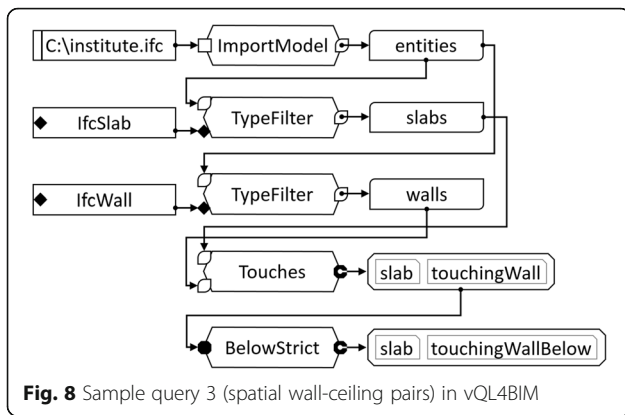 C:\institute.ifc ImportModel entities
IfcSlab TypeFilter slabs
IfcWall TypeFilter walls
Touches slab touchingWall
BelowStrict slab touchingWallBelow
Fig. 8 Sample query 3 (spatial wall-ceiling pairs) in vQL4BIM